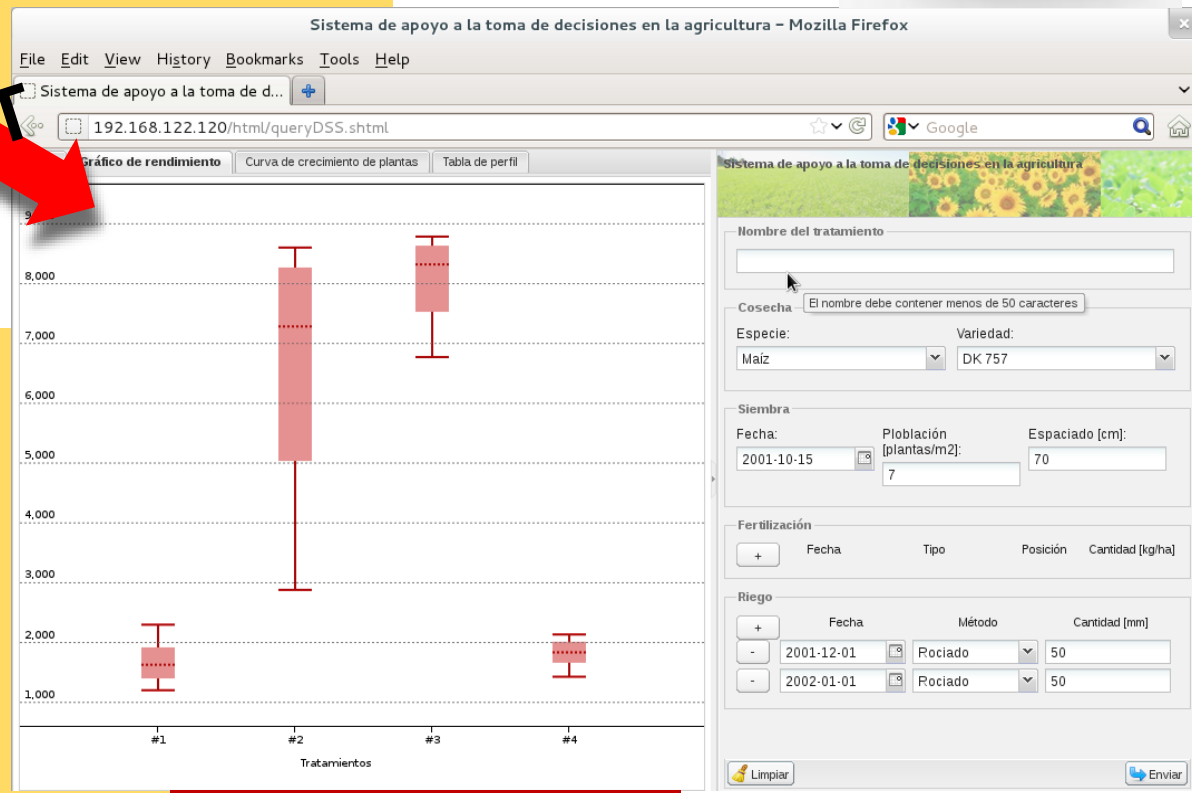 Sistema de apoyo a la toma de decisiones en la agricultura – Mozilla Firefox
File Edit View History Bookmarks Tools Help
Sistema de apoyo a la toma de d...
192.168.122.120/html/queryDSS.shtml
Google
Gráfico de rendimiento
Curva de crecimiento de plantas
Tabla de perfil
8,000
7,000
6,000
5,000
4,000
3,000
2,000
1,000
#1 #2 #3 #4
Tratamientos
Sistema de apoyo a la toma de decisiones en la agricultura
Nombre del tratamiento
El nombre debe contener menos de 50 caracteres
Cosecha
Especie: Variedad:
Maíz DK 757
Siembra
Fecha: Ploblación [plantas/m2]: Espaciado [cm]:
2001-10-15 7 70
Fertilización
+ Fecha Tipo Posición Cantidad [kg/ha]
Riego
+ Fecha Método Cantidad [mm]
- 2001-12-01 Rociado 50
- 2002-01-01 Rociado 50
Limpiar Enviar